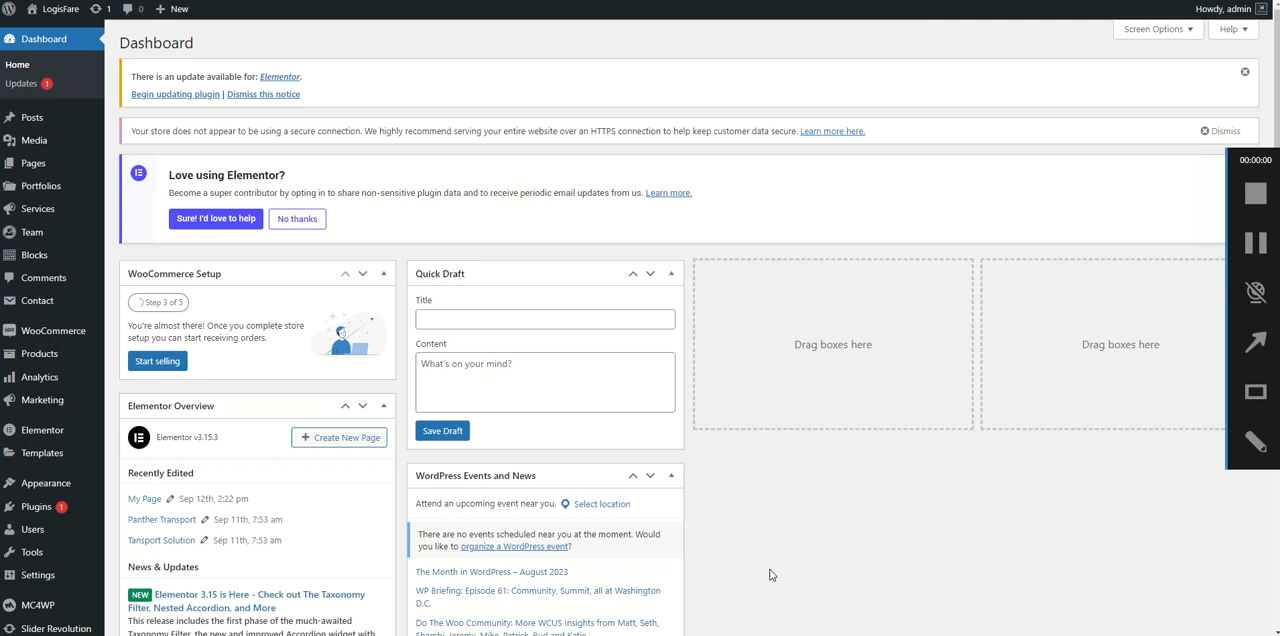 LogisFare 1 0 New Howdy, admin
Screen Options Help
Dashboard
Home
Updates 1
Posts
Media
Pages
Portfolios
Services
Team
Blocks
Comments
Contact
WooCommerce
Products
Analytics
Marketing
Elementor
Templates
Appearance
Plugins 1
Users
Tools
Settings
MC4WP
Slider Revolution
Dashboard
There is an update available for: Elementor.
Begin updating plugin | Dismiss this notice
Your store does not appear to be using a secure connection. We highly recommend serving your entire website over an HTTPS connection to help keep customer data secure. Learn more here. Dismiss
Love using Elementor?
Become a super contributor by opting in to share non-sensitive plugin data and to receive periodic email updates from us. Learn more.
Sure! I'd love to help No thanks
WooCommerce Setup
Step 3 of 5
You're almost there! Once you complete store
setup you can start receiving orders.
Start selling
Elementor Overview
Elementor v3.15.3 + Create New Page
Recently Edited
My Page Sep 12th, 2:22 pm
Panther Transport Sep 11th, 7:53 am
Tansport Solution Sep 11th, 7:53 am
News & Updates
NEW Elementor 3.15 is Here - Check out The Taxonomy
Filter, Nested Accordion, and More
This release includes the first phase of the much-awaited
Taxonomy Filter, the new and improved Accordion widget with
Quick Draft
Title
Content
What's on your mind?
Save Draft
WordPress Events and News
Attend an upcoming event near you. Select location
There are no events scheduled near you at the moment. Would
you like to organize a WordPress event?
The Month in WordPress – August 2023
WP Briefing: Episode 61: Community, Summit, all at Washington
D.C.
Do The Woo Community: More WCUS Insights from Matt, Seth,
Shambi, Jeremy, Mike, Patrick, Bud and Katie
Drag boxes here
Drag boxes here
00:00:00